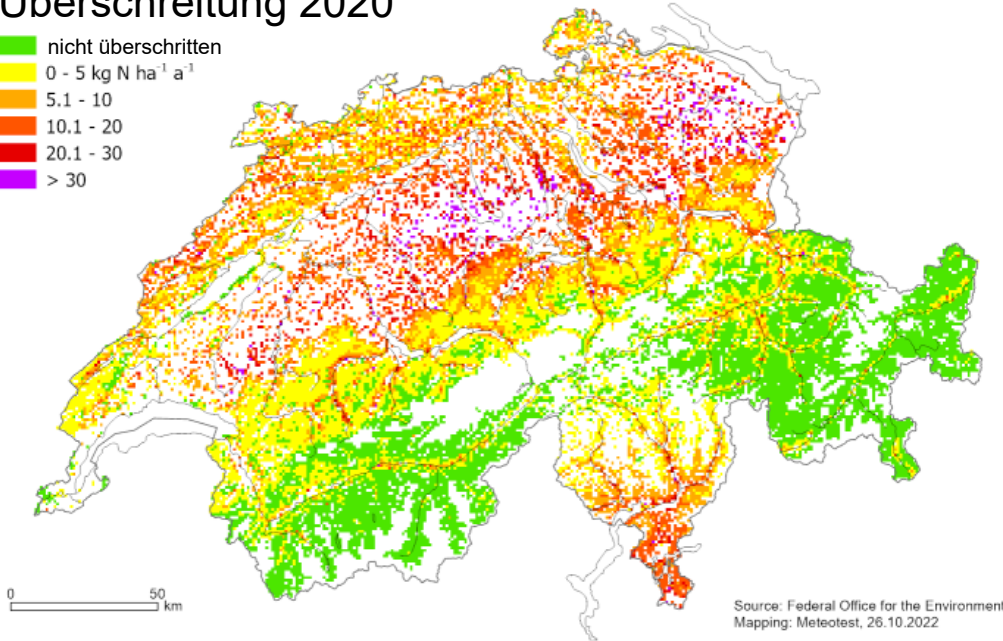 Überschreitung 2020
nicht überschritten
0 - 5 kg N ha⁻¹ a⁻¹
5.1 - 10
10.1 - 20
20.1 - 30
> 30
0 50
km
Source: Federal Office for the Environment
Mapping: Meteotest, 26.10.2022